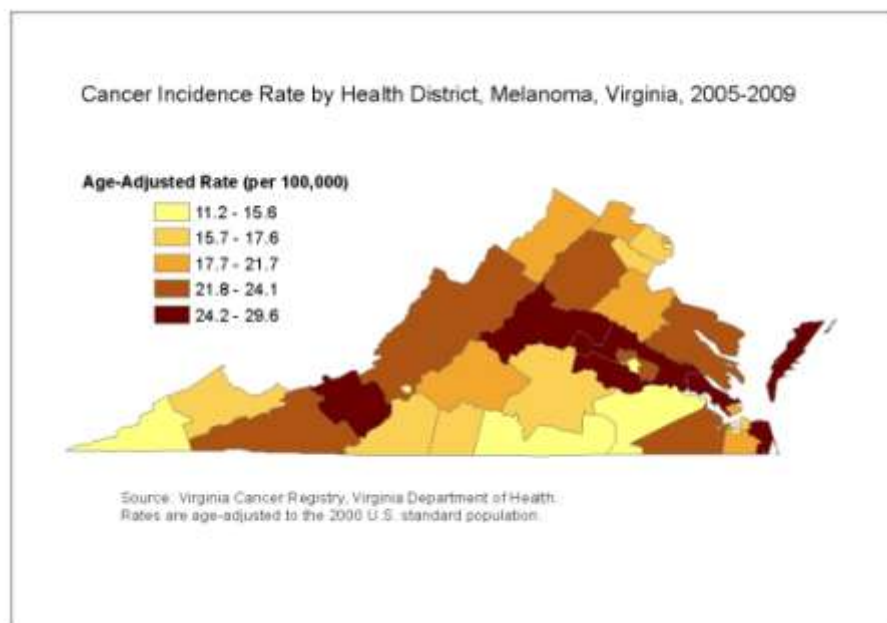 Cancer Incidence Rate by Health District, Melanoma, Virginia, 2005-2009
Age-Adjusted Rate (per 100,000)
11.2 - 15.6
15.7 - 17.6
17.7 - 21.7
21.8 - 24.1
24.2 - 29.6
Source: Virginia Cancer Registry, Virginia Department of Health.
Rates are age-adjusted to the 2000 U.S. standard population.